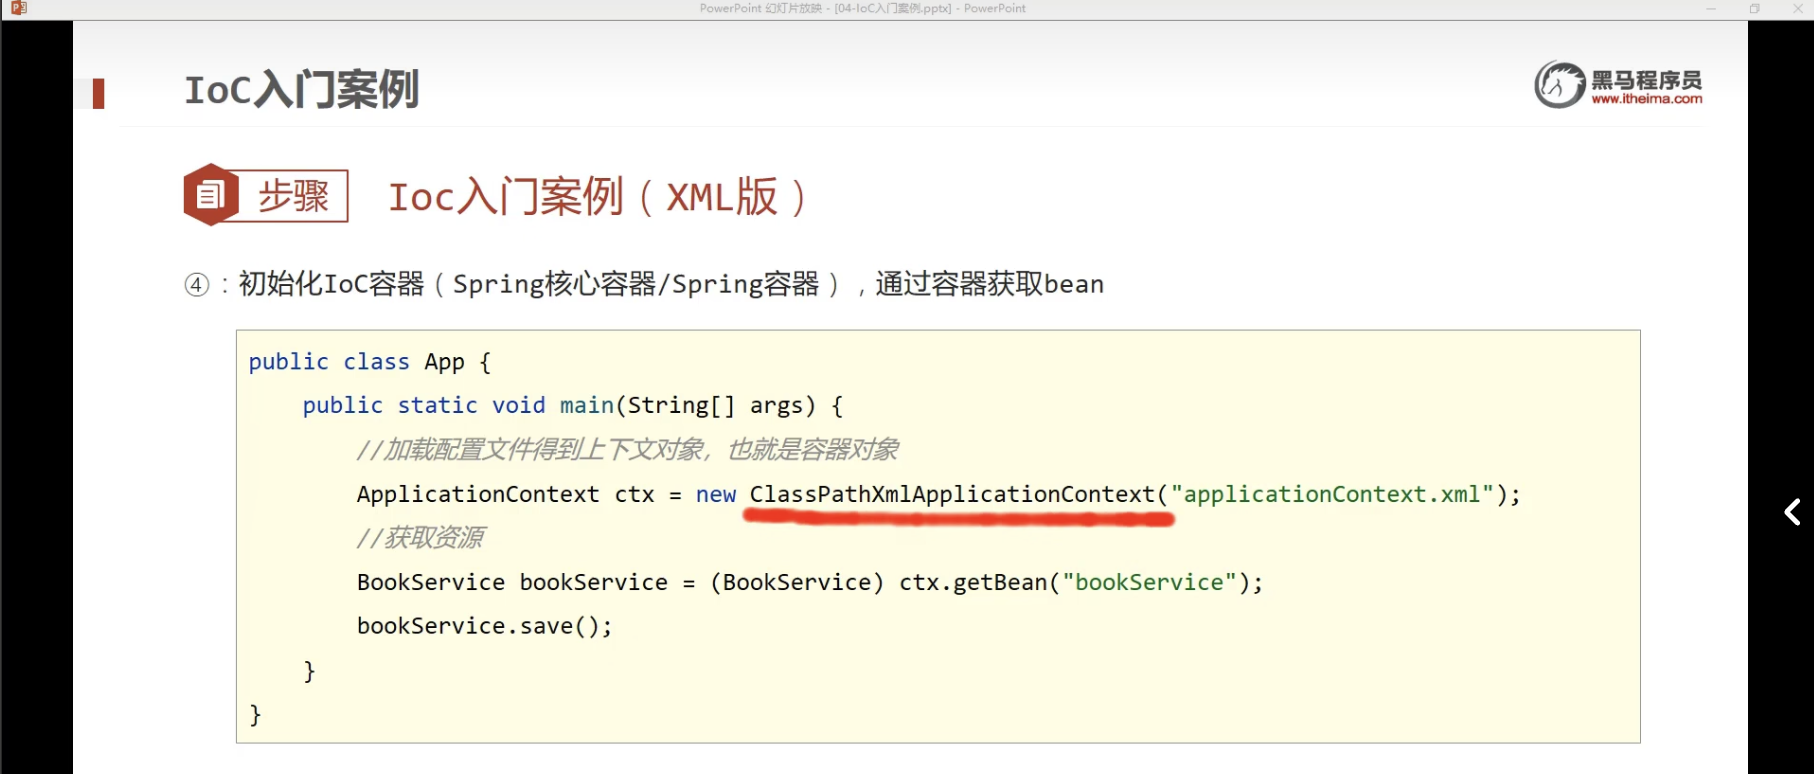 PowerPoint 幻灯片放映 - [04-IoC入门案例.pptx] - PowerPoint
IoC入门案例
黑马程序员
www.itheima.com
步骤
Ioc入门案例（XML版）
④：初始化IoC容器（Spring核心容器/Spring容器），通过容器获取bean
public class App {
    public static void main(String[] args) {
        //加载配置文件得到上下文对象，也就是容器对象
        ApplicationContext ctx = new ClassPathXmlApplicationContext("applicationContext.xml");
        //获取资源
        BookService bookService = (BookService) ctx.getBean("bookService");
        bookService.save();
    }
}